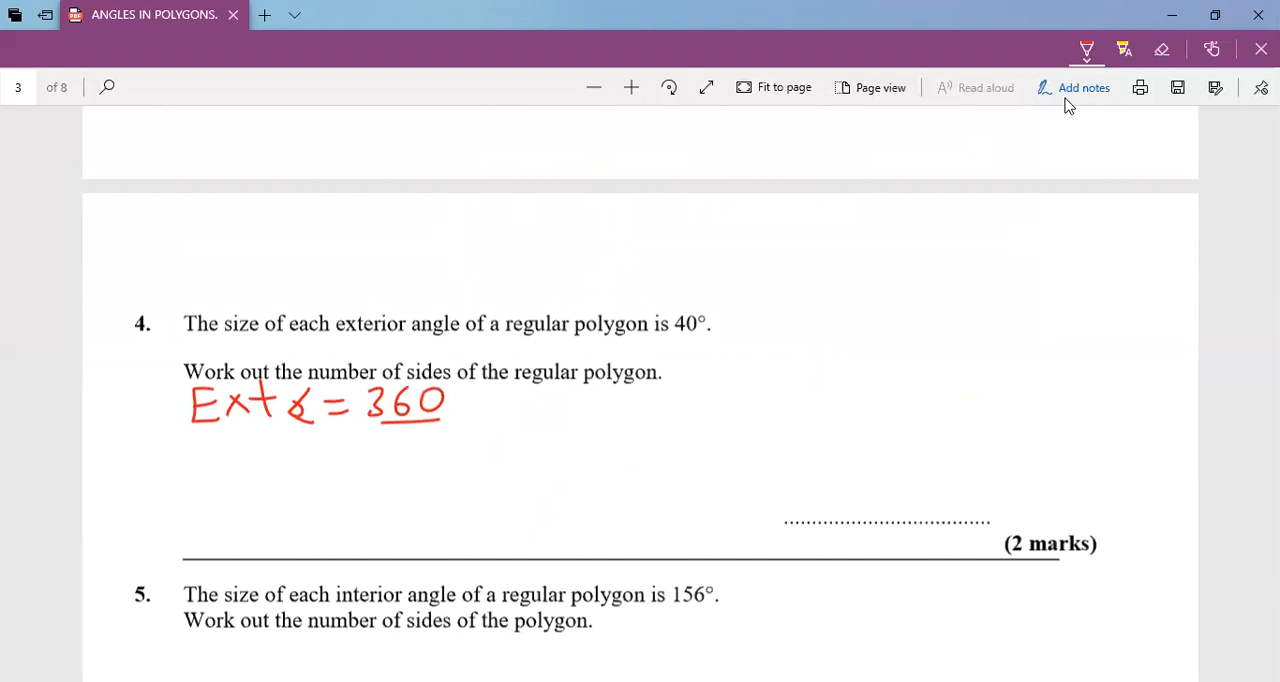 ANGLES IN POLYGONS.
3 of 8
Fit to page
Page view
Read aloud
Add notes
4. The size of each exterior angle of a regular polygon is 40°.
Work out the number of sides of the regular polygon.
Ext ∡ = 360
(2 marks)
5. The size of each interior angle of a regular polygon is 156°.
Work out the number of sides of the polygon.